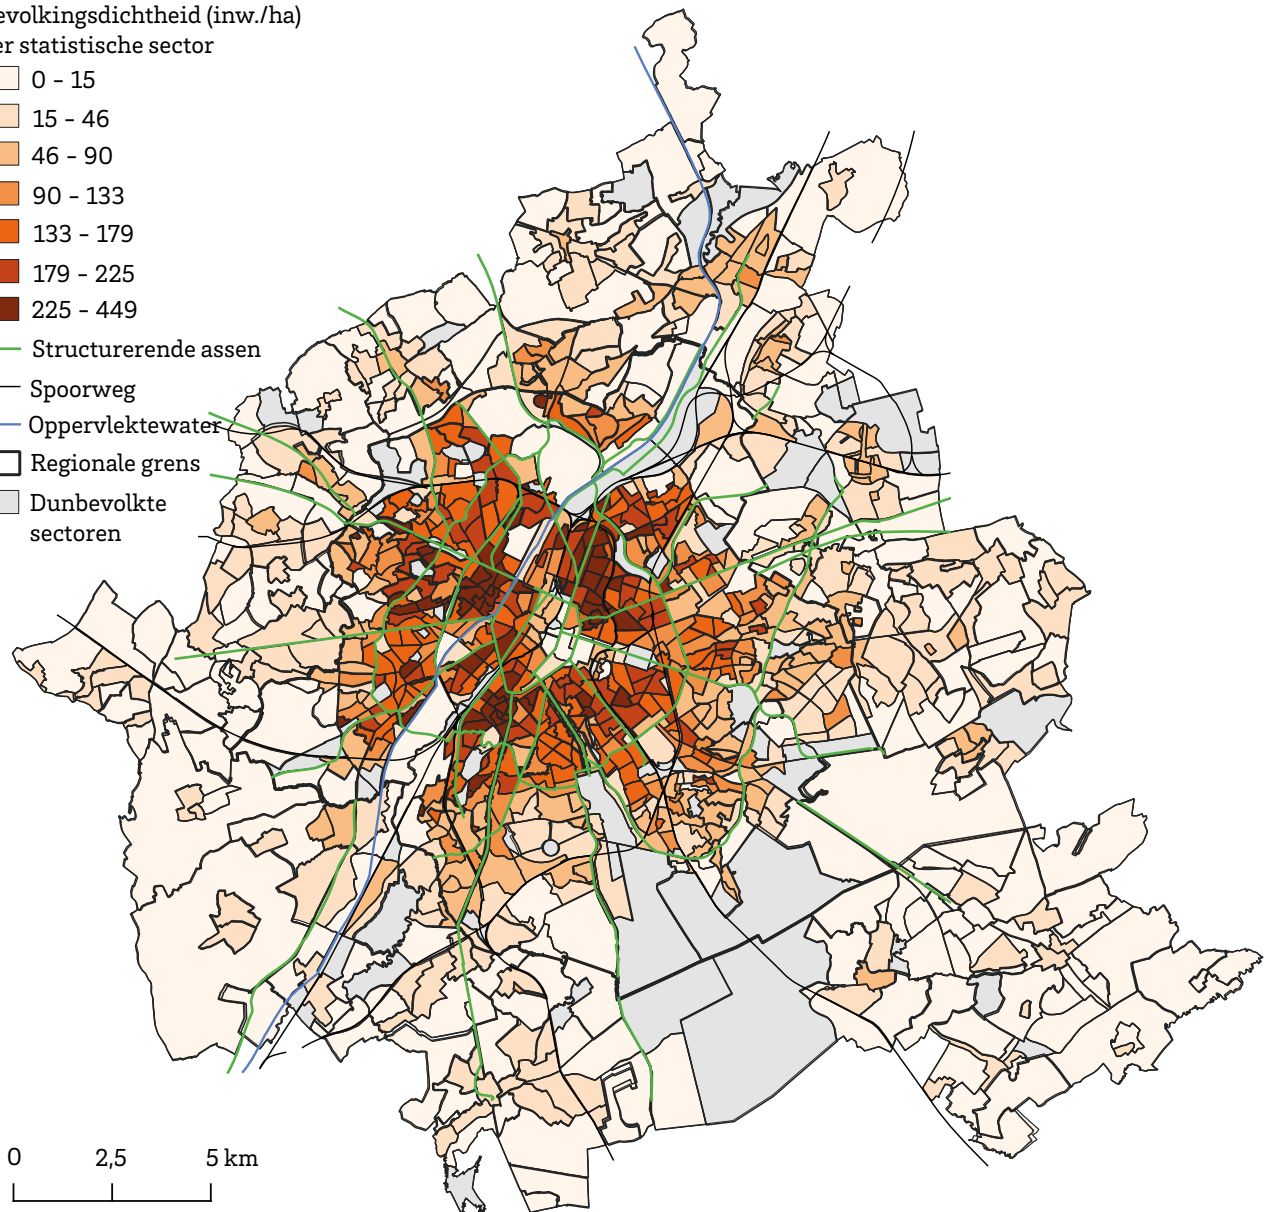 evolkingsdichtheid (inw./ha)
er statistische sector
0 - 15
15 - 46
46 - 90
90 - 133
133 - 179
179 - 225
225 - 449
Structurerende assen
Spoorweg
Oppervlektewater
Regionale grens
Dunbevolkte
sectoren
0 2,5 5 km